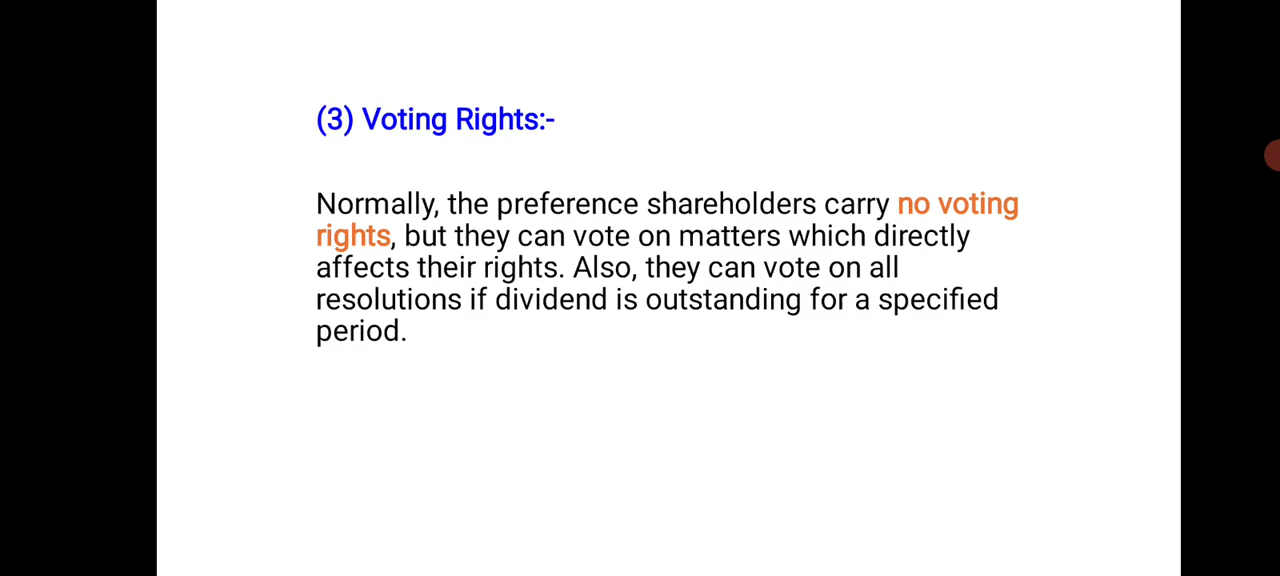 (3) Voting Rights:-
Normally, the preference shareholders carry no voting
rights, but they can vote on matters which directly
affects their rights. Also, they can vote on all
resolutions if dividend is outstanding for a specified
period.